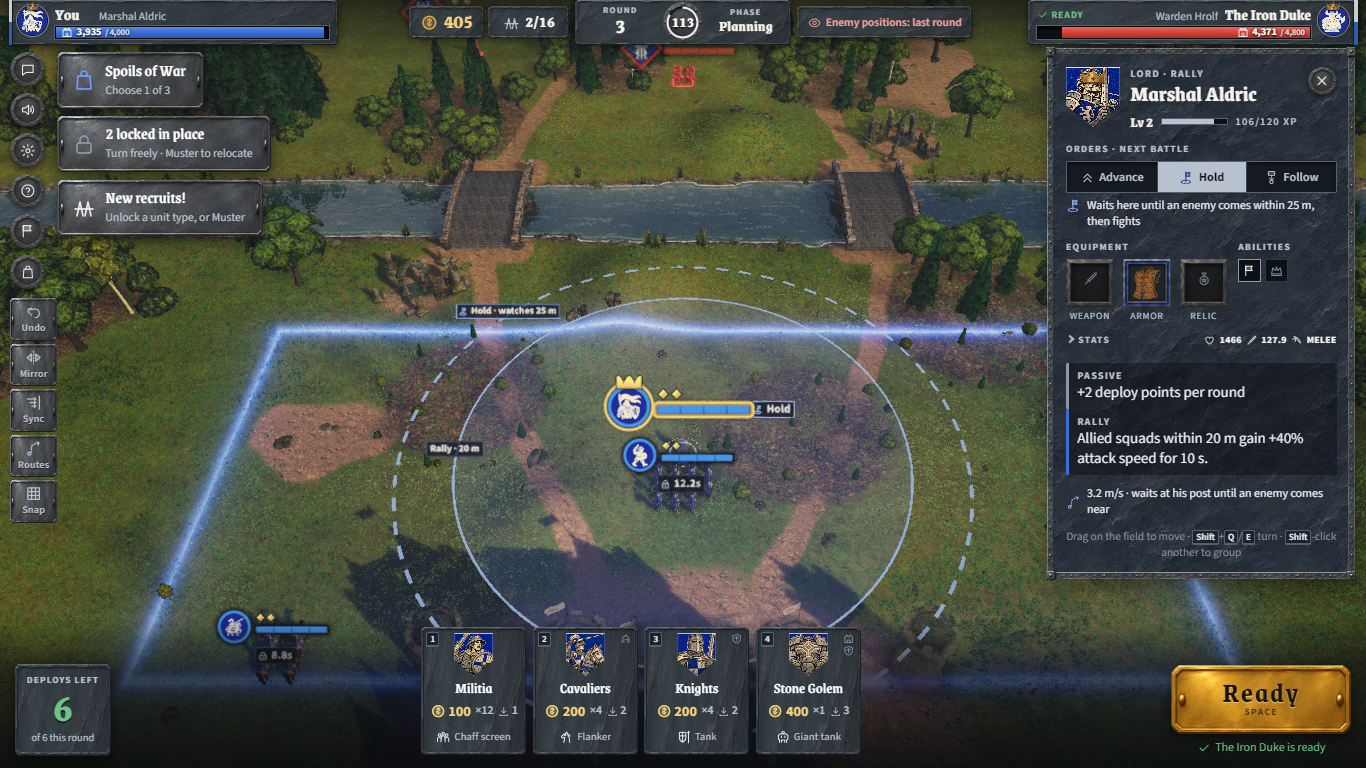 You
Marshal Aldric
3,935 / 4,000
405
2/16
ROUND
3
113
PHASE
Planning
Enemy positions: last round
READY
Warden Hrolf
The Iron Duke
4,371 / 4,800
Spoils of War
Choose 1 of 3
2 locked in place
Turn freely · Muster to relocate
New recruits!
Unlock a unit type, or Muster
Undo
Mirror
Sync
Routes
Snap
Hold · watches 25 m
Hold
Rally · 20 m
12.2s
8.8s
LORD · RALLY
Marshal Aldric
Lv 2
106/120 XP
ORDERS · NEXT BATTLE
Advance
Hold
Follow
Waits here until an enemy comes within 25 m,
then fights
EQUIPMENT
ABILITIES
WEAPON
ARMOR
RELIC
STATS
1466
127.9
MELEE
PASSIVE
+2 deploy points per round
RALLY
Allied squads within 20 m gain +40%
attack speed for 10 s.
3.2 m/s · waits at his post until an enemy comes
near
Drag on the field to move · Shift+Q/E turn · Shift-click
another to group
DEPLOYS LEFT
6
of 6 this round
1
Militia
100 ×12 1
Chaff screen
2
Cavaliers
200 ×4 2
Flanker
3
Knights
200 ×4 2
Tank
4
Stone Golem
400 ×1 3
Giant tank
Ready
SPACE
The Iron Duke is ready